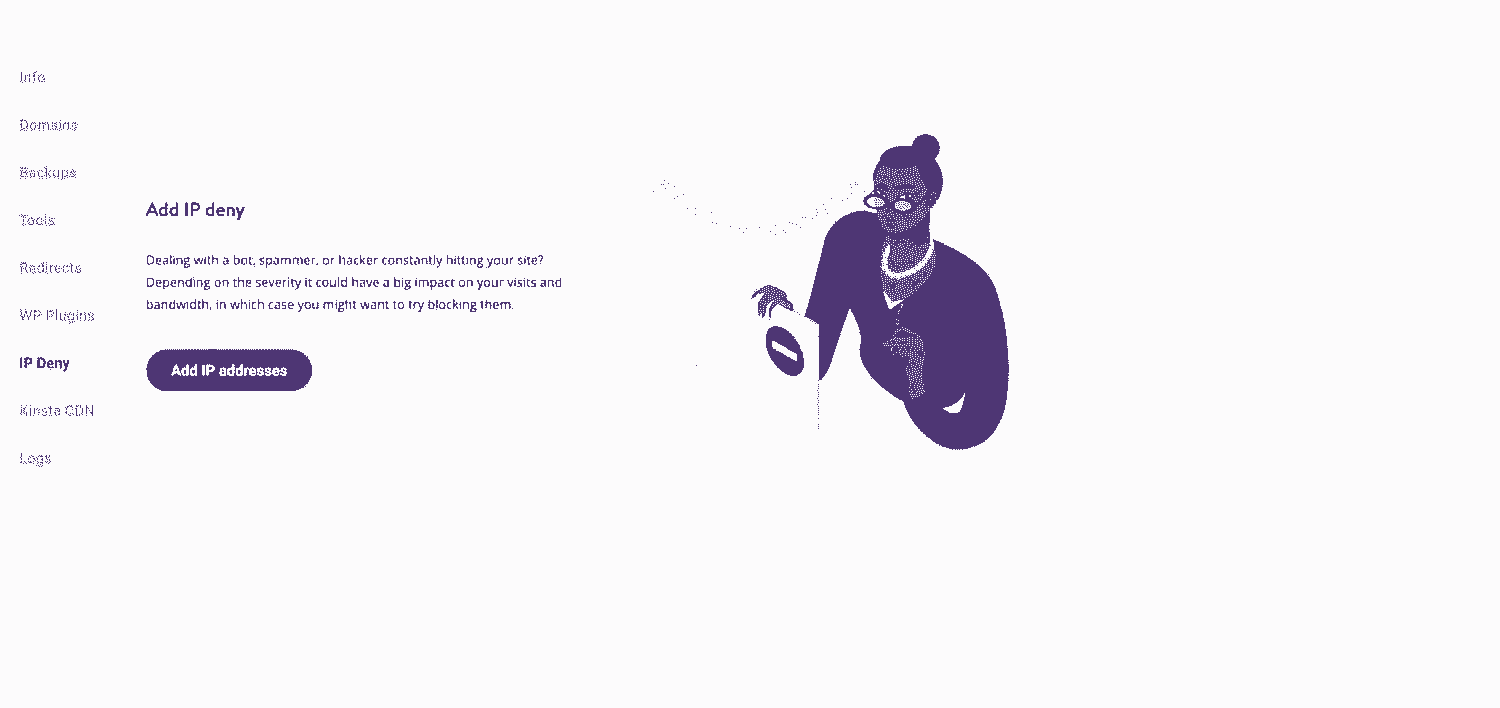 Info
Domains
Backups
Tools
Redirects
WP Plugins
IP Deny
Kinsta CDN
Logs
Add IP deny
Dealing with a bot, spammer, or hacker constantly hitting your site?
Depending on the severity it could have a big impact on your visits and
bandwidth, in which case you might want to try blocking them.
Add IP addresses